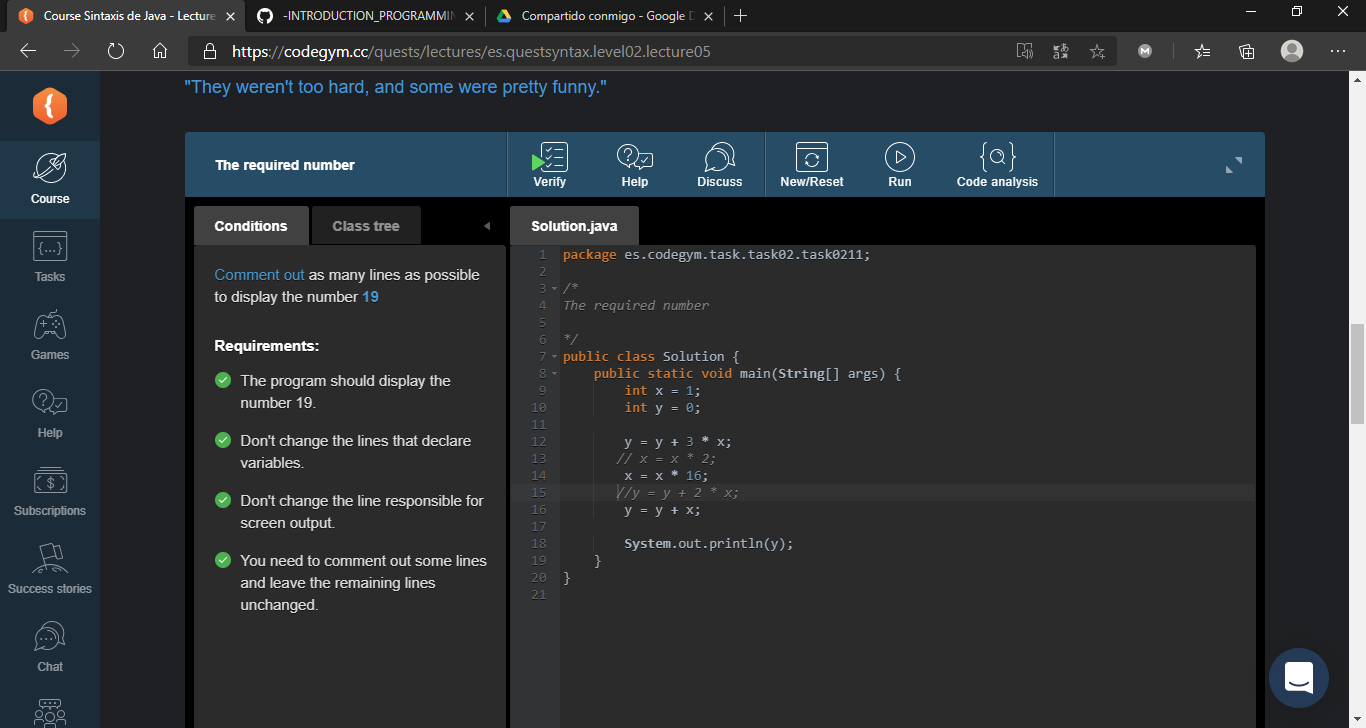 Course Sintaxis de Java - Lecture
-INTRODUCTION_PROGRAMMIN
Compartido conmigo - Google D
https://codegym.cc/quests/lectures/es.questsyntax.level02.lecture05
M
"They weren't too hard, and some were pretty funny."
Course
Tasks
Games
Help
Subscriptions
Success stories
Chat
The required number
Verify
Help
Discuss
New/Reset
Run
Code analysis
Conditions
Class tree
Comment out as many lines as possible
to display the number 19
Requirements:
The program should display the
number 19.
Don't change the lines that declare
variables.
Don't change the line responsible for
screen output.
You need to comment out some lines
and leave the remaining lines
unchanged.
Solution.java
1 package es.codegym.task.task02.task0211;
2
3 /*
4 The required number
5
6 */
7 public class Solution {
8 public static void main(String[] args) {
9 int x = 1;
10 int y = 0;
11
12 y = y + 3 * x;
13 // x = x * 2;
14 x = x * 16;
15 //y = y + 2 * x;
16 y = y + x;
17
18 System.out.println(y);
19 }
20 }
21